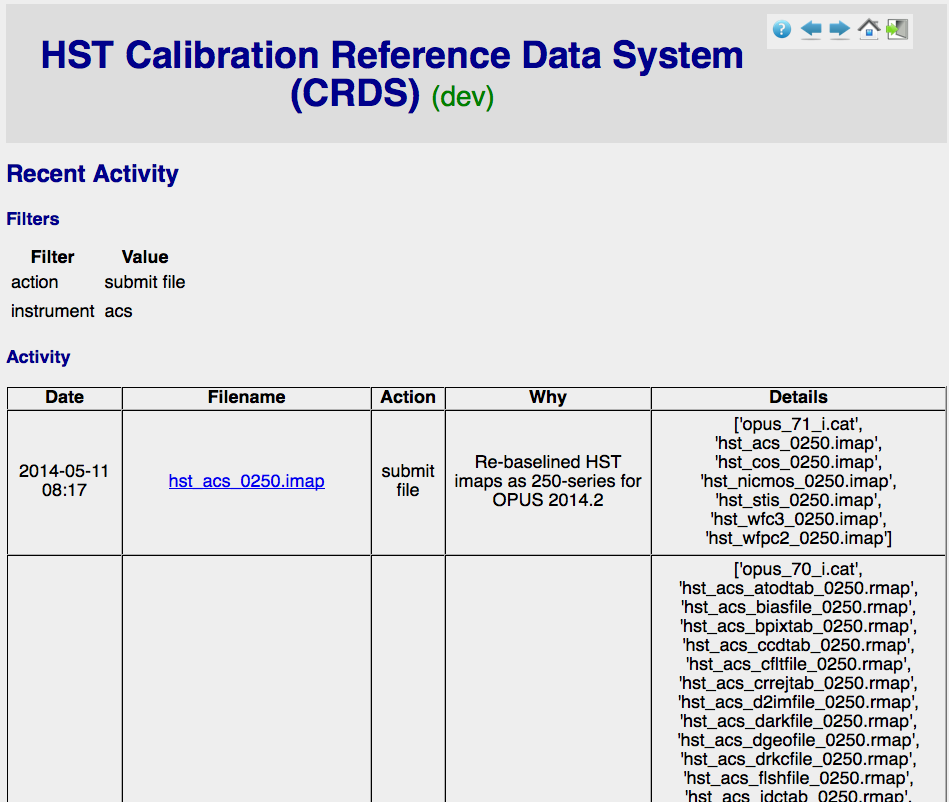 HST Calibration Reference Data System
(CRDS) (dev)
Recent Activity
Filters
Filter Value
action submit file
instrument acs
Activity
Date Filename Action Why Details
2014-05-11
08:17
hst_acs_0250.imap
submit
file
Re-baselined HST
imaps as 250-series for
OPUS 2014.2
['opus_71_i.cat',
'hst_acs_0250.imap',
'hst_cos_0250.imap',
'hst_nicmos_0250.imap',
'hst_stis_0250.imap',
'hst_wfc3_0250.imap',
'hst_wfpc2_0250.imap']
['opus_70_i.cat',
'hst_acs_atodtab_0250.rmap',
'hst_acs_biasfile_0250.rmap',
'hst_acs_bpixtab_0250.rmap',
'hst_acs_ccdtab_0250.rmap',
'hst_acs_cfltfile_0250.rmap',
'hst_acs_crrejtab_0250.rmap',
'hst_acs_d2imfile_0250.rmap',
'hst_acs_darkfile_0250.rmap',
'hst_acs_dgeofile_0250.rmap',
'hst_acs_drkcfile_0250.rmap',
'hst_acs_flshfile_0250.rmap',
'hst_acs_idctab_0250.rmap',